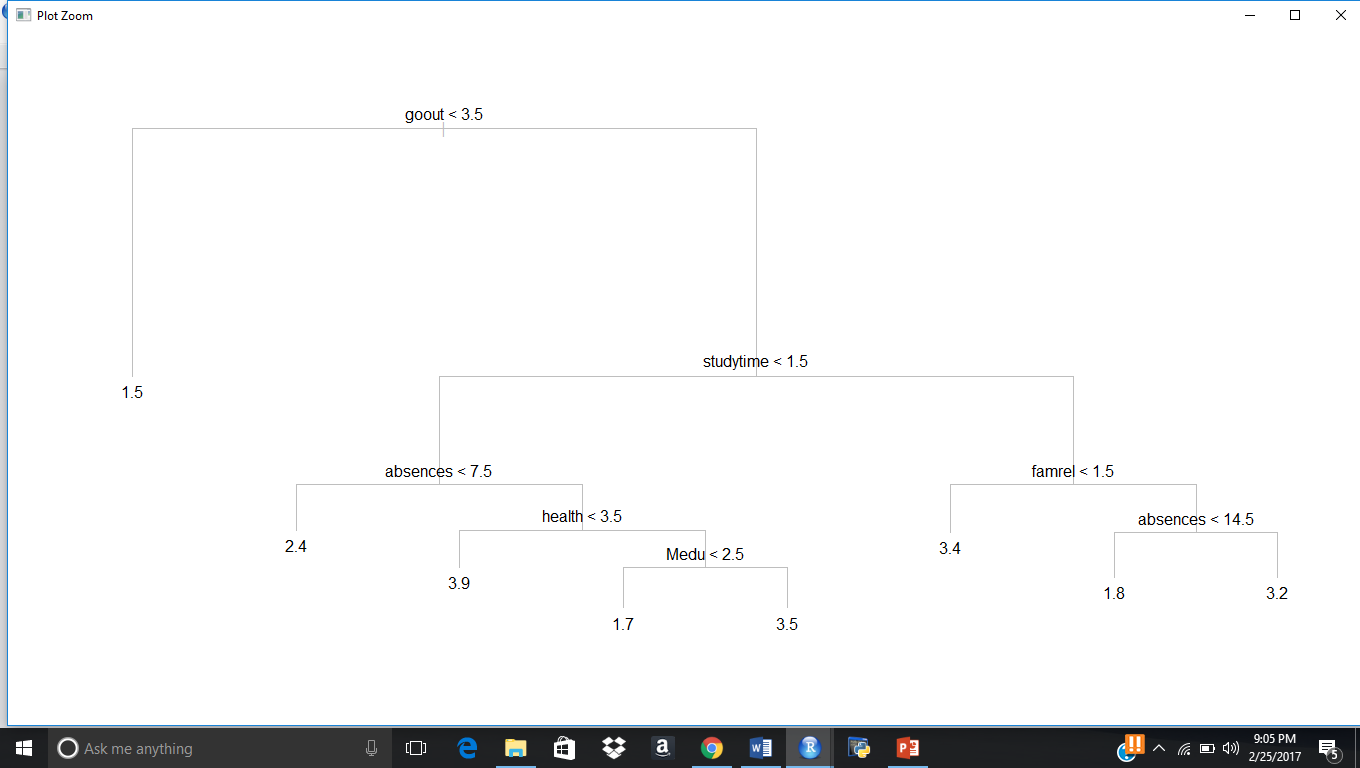 Plot Zoom
goout < 3.5
studytime < 1.5
1.5
absences < 7.5
famrel < 1.5
health < 3.5
absences < 14.5
2.4
3.4
Medu < 2.5
3.9
1.8
3.2
1.7
3.5
Ask me anything
9:05 PM
2/25/2017
5